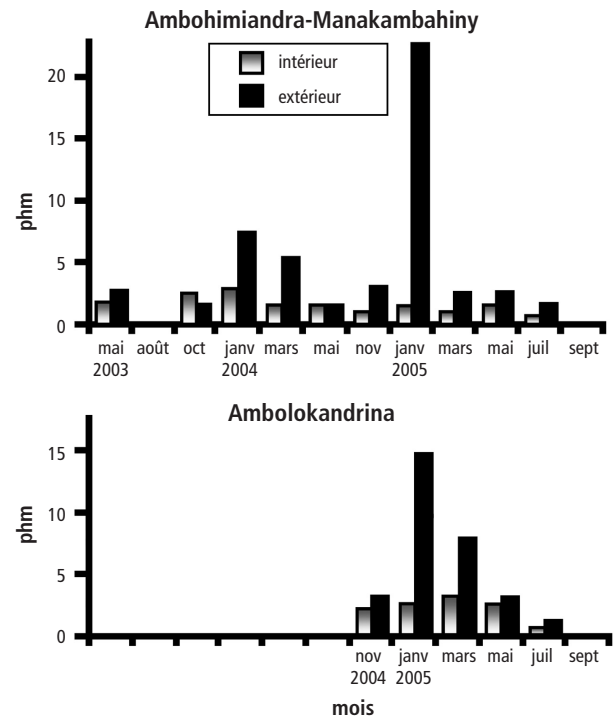 Ambohimiandra-Manakambahiny
intérieur
extérieur
phm
20
15
10
5
0
mai août oct janv mars mai nov janv mars mai juil sept
2003 2004 2005
Ambolokandrina
phm
15
10
5
0
nov janv mars mai juil sept
2004 2005
mois